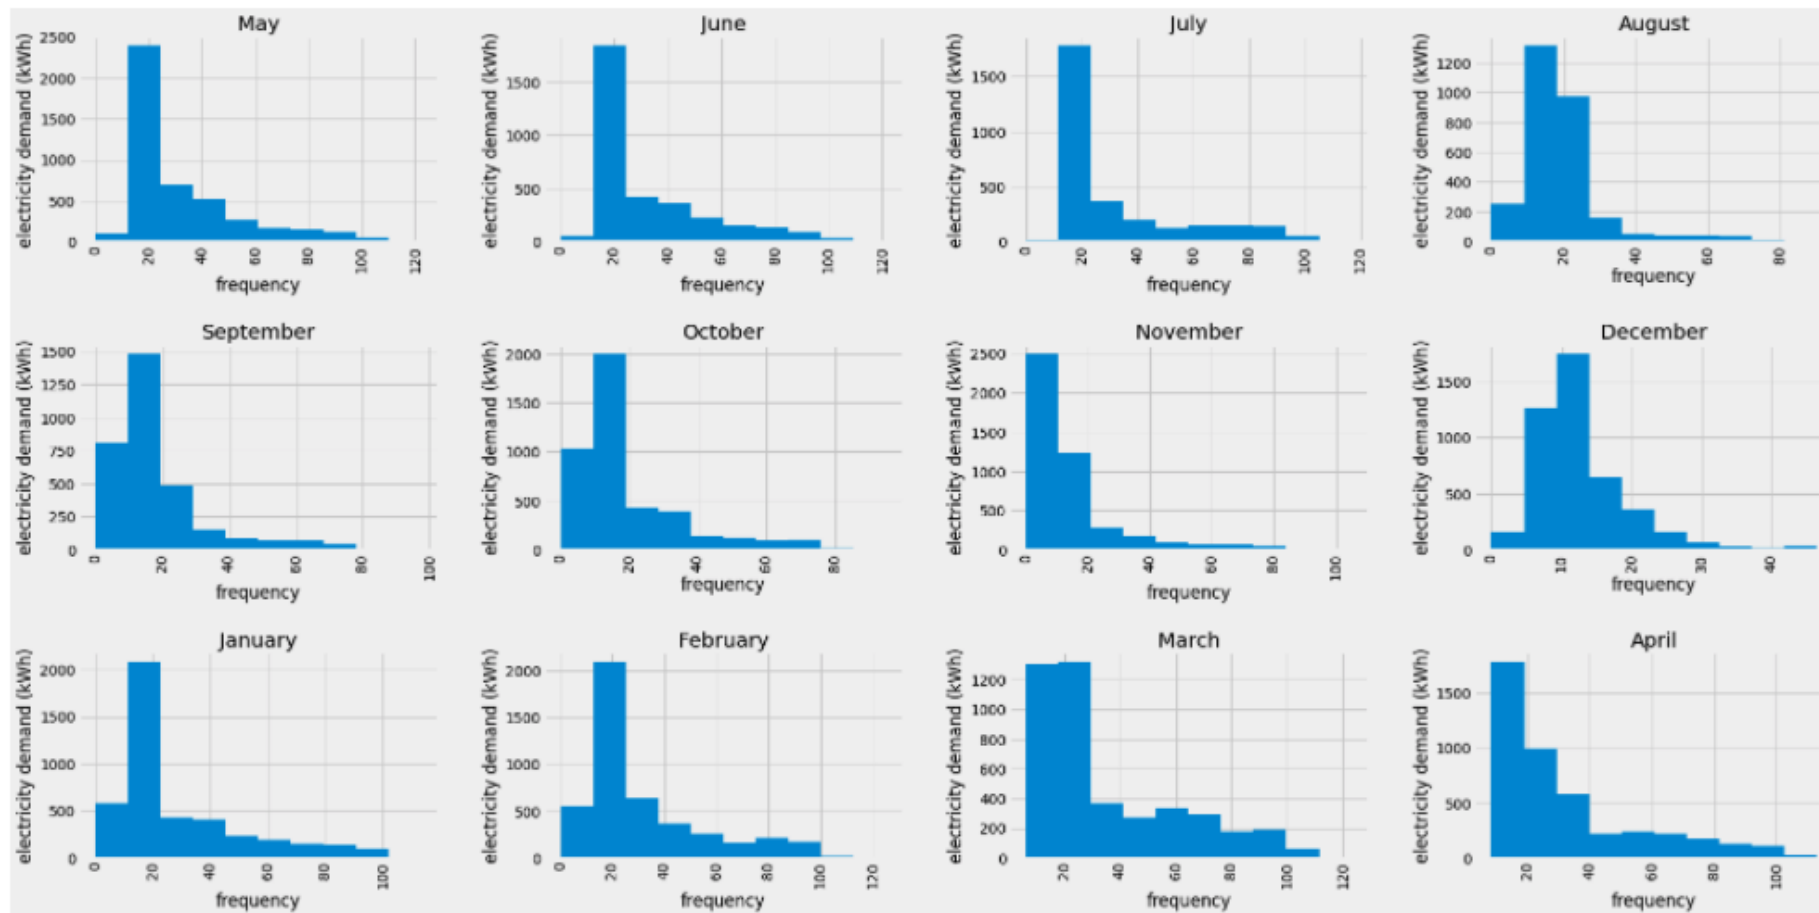 May
June
July
August
electricity demand (kWh)
2500
2000
1500
1000
500
0
0 20 40 60 80 100 120
frequency
electricity demand (kWh)
1500
1000
500
0
0 20 40 60 80 100 120
frequency
electricity demand (kWh)
1500
1000
500
0
0 20 40 60 80 100 120
frequency
electricity demand (kWh)
1200
1000
800
600
400
200
0
0 20 40 60 80
frequency
September
October
November
December
electricity demand (kWh)
1500
1250
1000
750
500
250
0
0 20 40 60 80 100
frequency
electricity demand (kWh)
2000
1500
1000
500
0
0 20 40 60 80
frequency
electricity demand (kWh)
2500
2000
1500
1000
500
0
0 20 40 60 80 100
frequency
electricity demand (kWh)
1500
1000
500
0
0 10 20 30 40
frequency
January
February
March
April
electricity demand (kWh)
2000
1500
1000
500
0
0 20 40 60 80 100
frequency
electricity demand (kWh)
2000
1500
1000
500
0
0 20 40 60 80 100 120
frequency
electricity demand (kWh)
1200
1000
800
600
400
200
0
20 40 60 80 100 120
frequency
electricity demand (kWh)
1500
1000
500
0
20 40 60 80 100
frequency